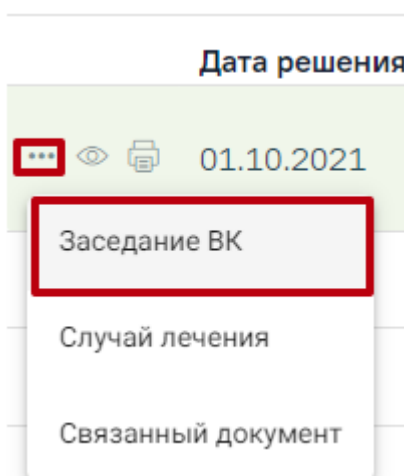 Дата решения
01.10.2021
Заседание ВК
Случай лечения
Связанный документ